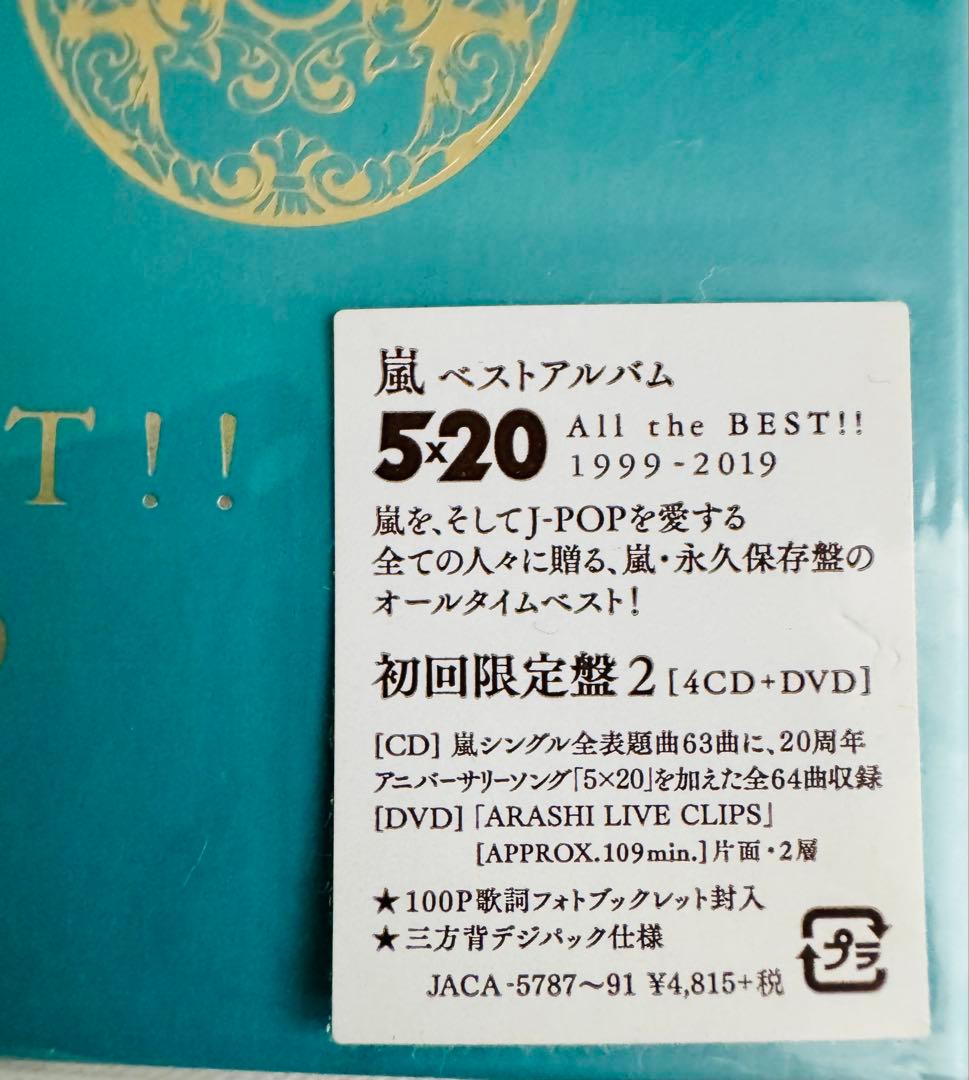 T!!
嵐 ベストアルバム
5×20 All the BEST!!
1999-2019
嵐を、そしてJ-POPを愛する
全ての人々に贈る、嵐・永久保存盤の
オールタイムベスト!
初回限定盤2[4CD+DVD]
[CD] 嵐シングル全表題曲63曲に、20周年
アニバーサリーソング「5×20」を加えた全64曲収録
[DVD]「ARASHI LIVE CLIPS」
[APPROX.109min.]片面・2層
★100P歌詞フォトブックレット封入
★三方背デジパック仕様
JACA-5787〜91 ¥4,815+税
プラ